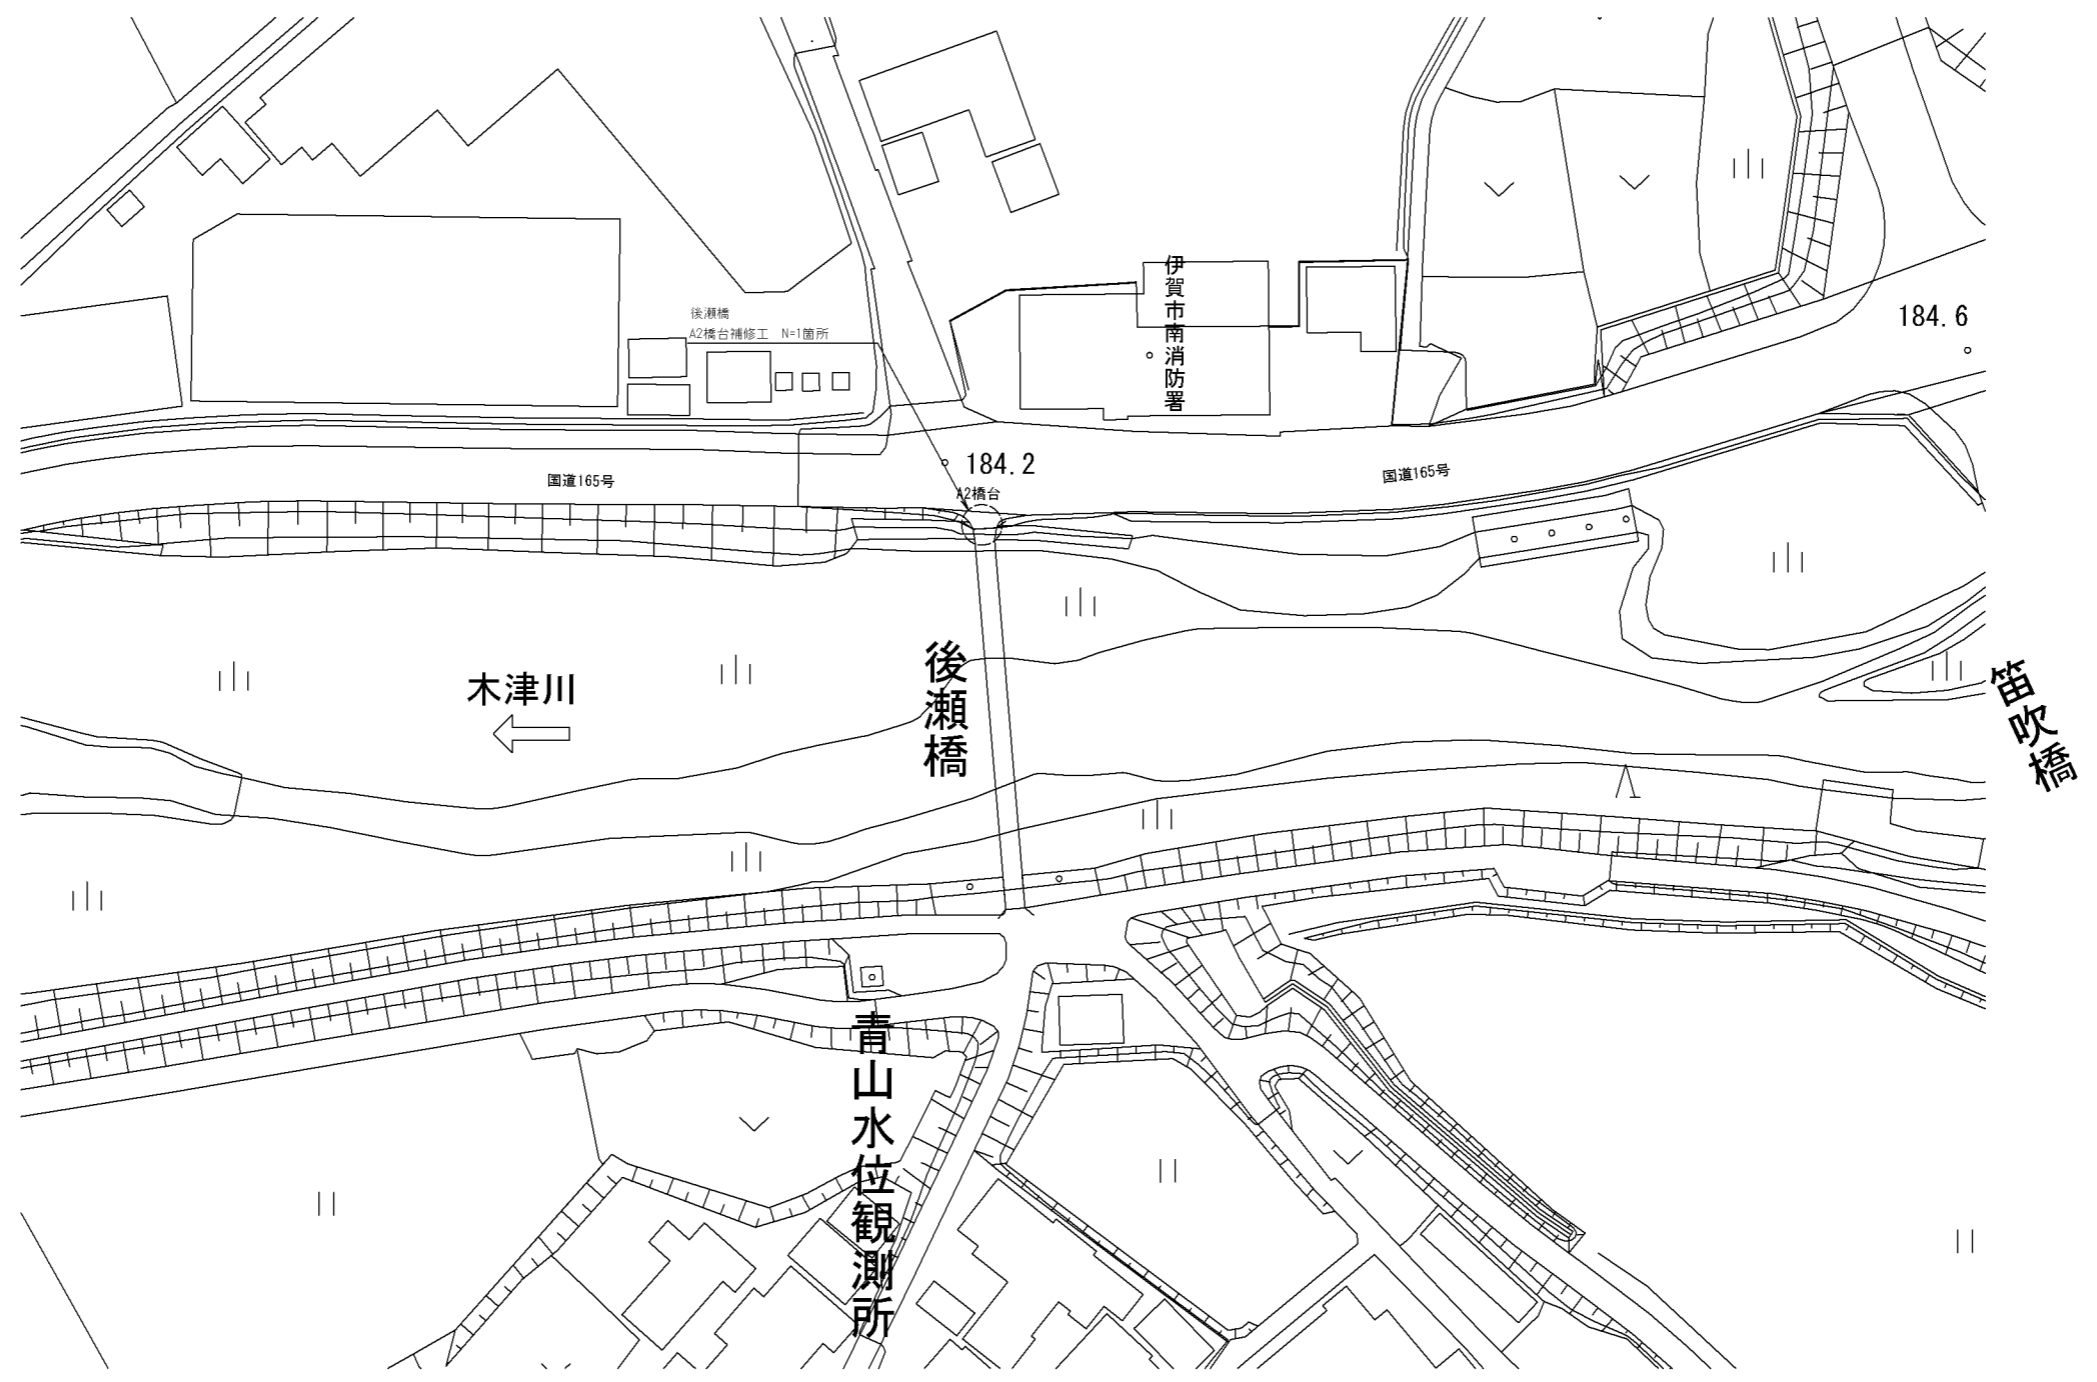 伊賀市南消防署
後瀬橋
A2橋台補修工 N=1箇所
184.6
184.2
国道165号
国道165号
A2橋台
後瀬橋
木津川
笛吹橋
青山水位観測所